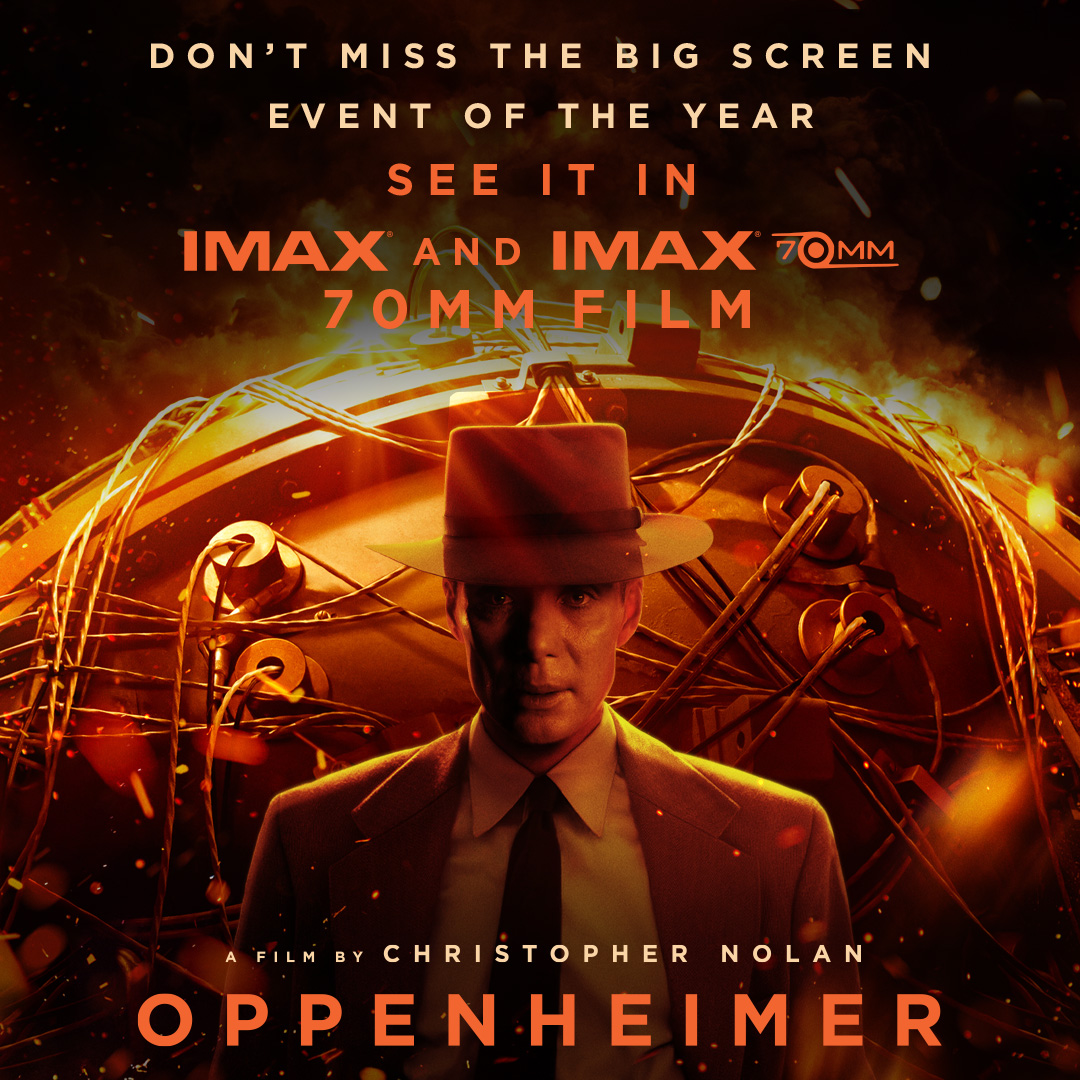 DON'T MISS THE BIG SCREEN
EVENT OF THE YEAR
SEE IT IN
IMAX® AND IMAX® 70MM
70MM FILM
A FILM BY CHRISTOPHER NOLAN
OPPENHEIMER